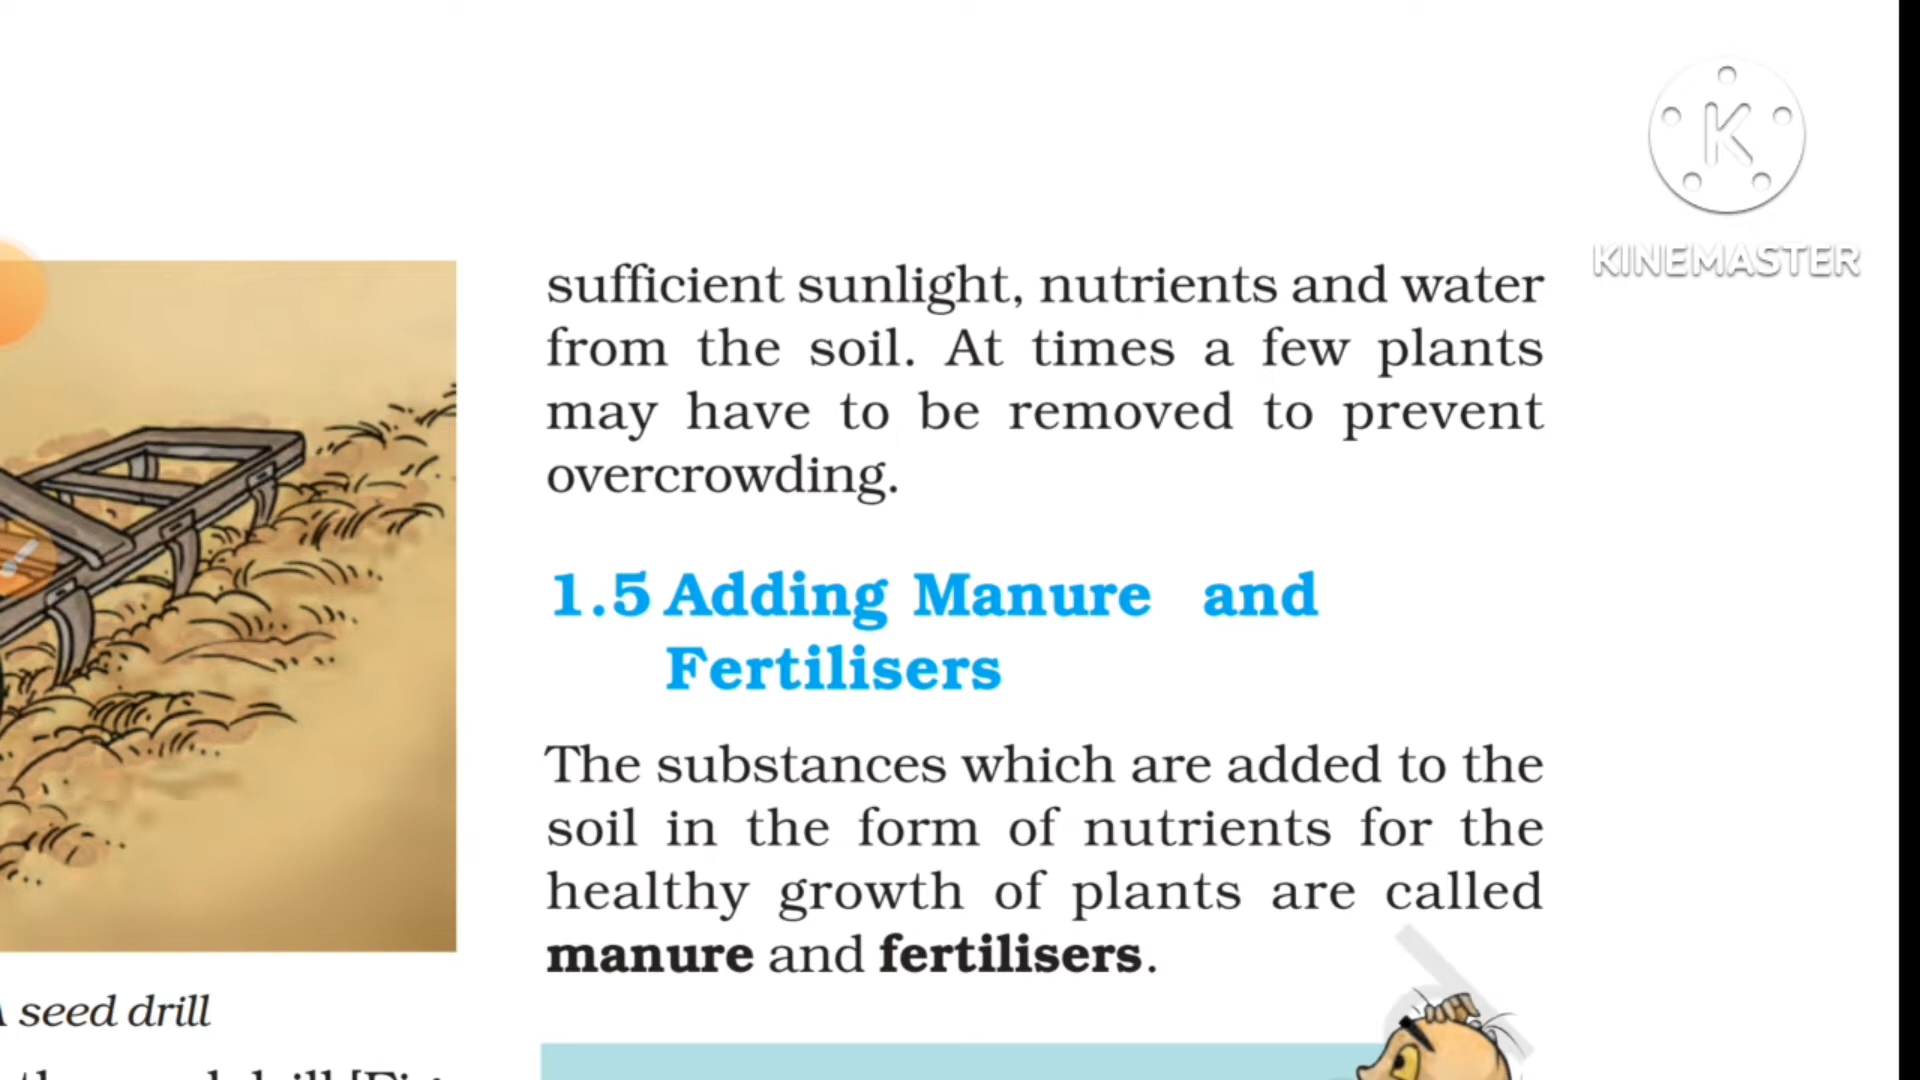 sufficient sunlight, nutrients and water
from the soil. At times a few plants
may have to be removed to prevent
overcrowding.
1.5 Adding Manure and
Fertilisers
The substances which are added to the
soil in the form of nutrients for the
healthy growth of plants are called
manure and fertilisers.
seed drill
K
KINEMASTER